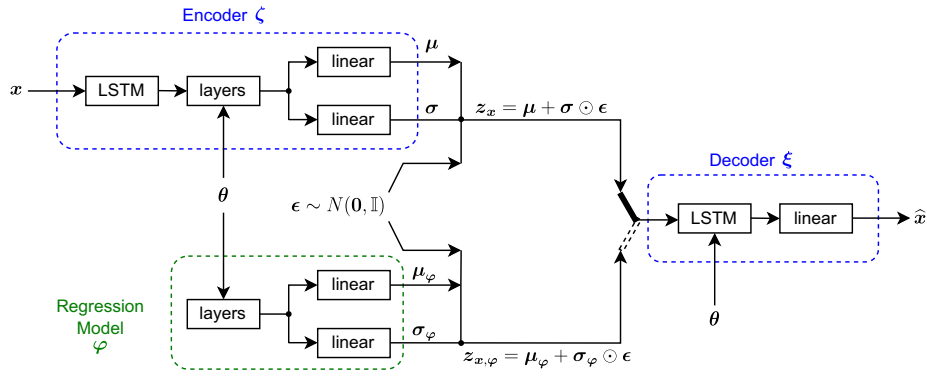 Encoder ζ
x
LSTM
layers
linear
μ
linear
σ
z_x = μ + σ ⊙ ϵ
θ
ϵ ∼ N(0, 𝕀)
Decoder ξ
LSTM
linear
x̂
θ
Regression
Model
φ
layers
linear
μ_φ
linear
σ_φ
z_{x,φ} = μ_φ + σ_φ ⊙ ϵ